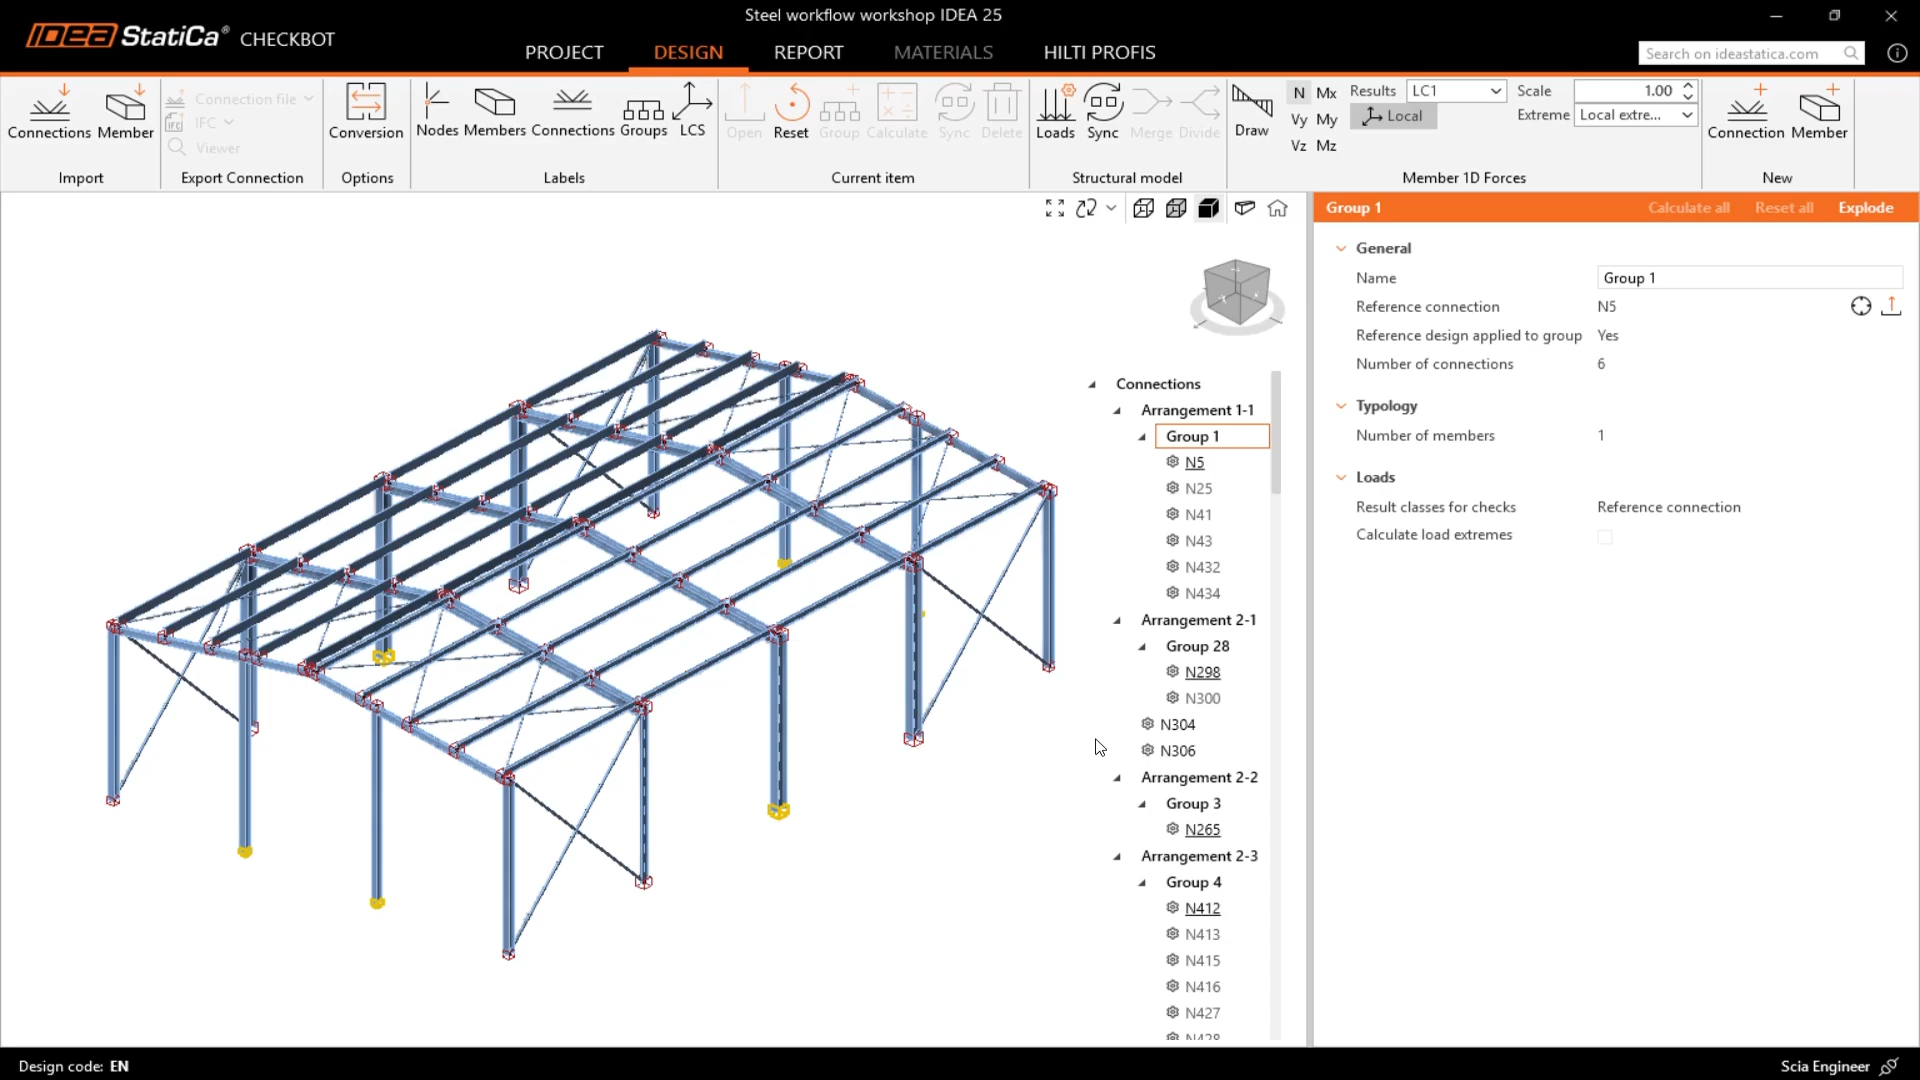 Steel workflow workshop IDEA 25
IDEA StatiCa® CHECKBOT
PROJECT DESIGN REPORT MATERIALS HILTI PROFIS
Search on ideastatica.com
Connections Member
Import
Connection file
IFC
Viewer
Export Connection
Conversion
Options
Nodes Members Connections Groups LCS
Labels
Open Reset Group Calculate Sync Delete
Current item
Loads Sync Merge Divide
Structural model
Draw
N Mx Results LC1 Scale 1.00
Vy My Local Extreme Local extre...
Vz Mz
Member 1D Forces
Connection Member
New
Group 1 Calculate all Reset all Explode
General
Name Group 1
Reference connection N5
Reference design applied to group Yes
Number of connections 6
Typology
Number of members 1
Loads
Result classes for checks Reference connection
Calculate load extremes
Connections
Arrangement 1-1
Group 1
N5
N25
N41
N43
N432
N434
Arrangement 2-1
Group 28
N298
N300
N304
N306
Arrangement 2-2
Group 3
N265
Arrangement 2-3
Group 4
N412
N413
N415
N416
N427
N428
Design code: EN
Scia Engineer